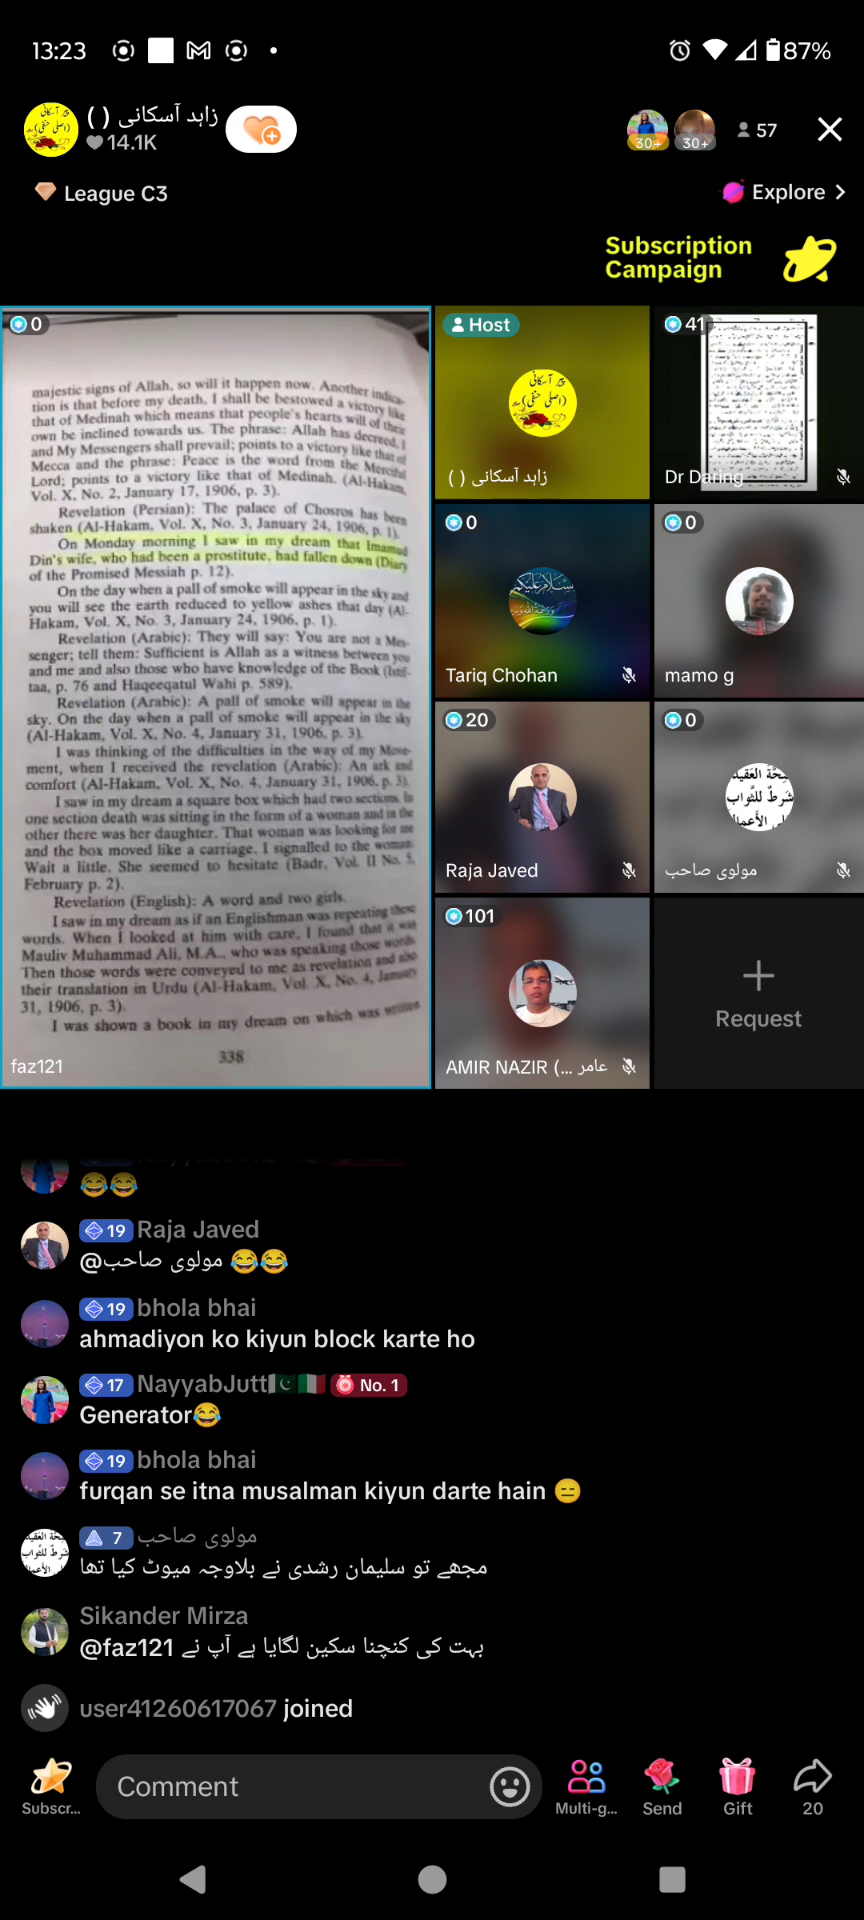 13:23
87%
زاہد آسکانی ( )
14.1K
30+
30+
57
League C3
Explore
Subscription
Campaign
0
majestic signs of Allah, so will it happen now. Another indica-
tion is that before my death, I shall be bestowed a victory like
that of Medinah which means that people's hearts will of their
own be inclined towards us. The phrase: Allah has decreed, I
and My Messengers shall prevail; points to a victory like that of
Mecca and the phrase: Peace is the word from the Merciful
Lord; points to a victory like that of Medinah. (Al-Hakam,
Vol. X, No. 2, January 17, 1906, p. 3).
Revelation (Persian): The palace of Chosros has been
shaken (Al-Hakam, Vol. X, No. 3, January 24, 1906, p. 1).
On Monday morning I saw in my dream that Imamud
Din's wife, who had been a prostitute, had fallen down (Diary
of the Promised Messiah p. 12).
On the day when a pall of smoke will appear in the sky and
you will see the earth reduced to yellow ashes that day (Al-
Hakam, Vol. X, No. 3, January 24, 1906, p. 1).
Revelation (Arabic): They will say: You are not a Mes-
senger; tell them: Sufficient is Allah as a witness between you
and me and also those who have knowledge of the Book (Istif-
taa, p. 76 and Haqeeqatul Wahi p. 589).
Revelation (Arabic): A pall of smoke will appear in the
sky. On the day when a pall of smoke will appear in the sky
(Al-Hakam, Vol. X, No. 4, January 31, 1906, p. 3).
I was thinking of the difficulties in the way of my Move-
ment, when I received the revelation (Arabic): An ark and
comfort (Al-Hakam, Vol. X, No. 4, January 31, 1906, p. 3).
I saw in my dream a square box which had two sections. In
one section death was sitting in the form of a woman and in the
other there was her daughter. That woman was looking for me
and the box moved like a carriage. I signalled to the woman:
Wait a little. She seemed to hesitate (Badr, Vol. II No. 5,
February p. 2).
Revelation (English): A word and two girls.
I saw in my dream as if an Englishman was repeating these
words. When I looked at him with care, I found that it was
Mauliv Muhammad Ali, M.A., who was speaking those words.
Then those words were conveyed to me as revelation and also
their translation in Urdu (Al-Hakam, Vol. X, No. 4, January
31, 1906, p. 3).
I was shown a book in my dream on which was written
338
faz121
Host
پیر آسکانی
(اصلی حنفی)
زاہد آسکانی ( )
41
Dr Daring
0
Tariq Chohan
0
mamo g
20
Raja Javed
0
مولوی صاحب
101
AMIR NAZIR (... عامر
Request
😂😂
19 Raja Javed
@مولوی صاحب 😂😂
19 bhola bhai
ahmadiyon ko kiyun block karte ho
17 NayyabJutt🇵🇰🇮🇹 No. 1
Generator😂
19 bhola bhai
furqan se itna musalman kiyun darte hain 😑
7 مولوی صاحب
مجھے تو سلیمان رشدی نے بلاوجہ میوٹ کیا تھا
Sikander Mirza
@faz121 بہت کی کنچنا سکین لگایا ہے آپ نے
user41260617067 joined
Comment
Subscr...
Multi-g...
Send
Gift
20